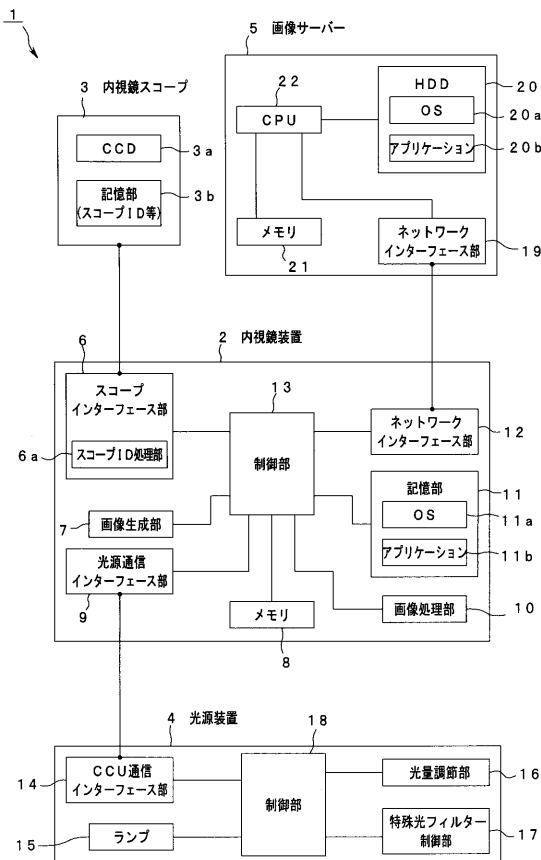 1
5 画像サーバー
22
CPU
HDD
20
OS
20a
アプリケーション
20b
メモリ
21
ネットワーク
インターフェース部
19
3 内視鏡スコープ
CCD
3a
記憶部
(スコープID等)
3b
2 内視鏡装置
6
スコープ
インターフェース部
スコープID処理部
6a
13
制御部
ネットワーク
インターフェース部
12
記憶部
11
OS
11a
アプリケーション
11b
画像生成部
7
光源通信
インターフェース部
9
メモリ
8
画像処理部
10
4 光源装置
18
CCU通信
インターフェース部
14
制御部
光量調節部
16
ランプ
15
特殊光フィルター
制御部
17